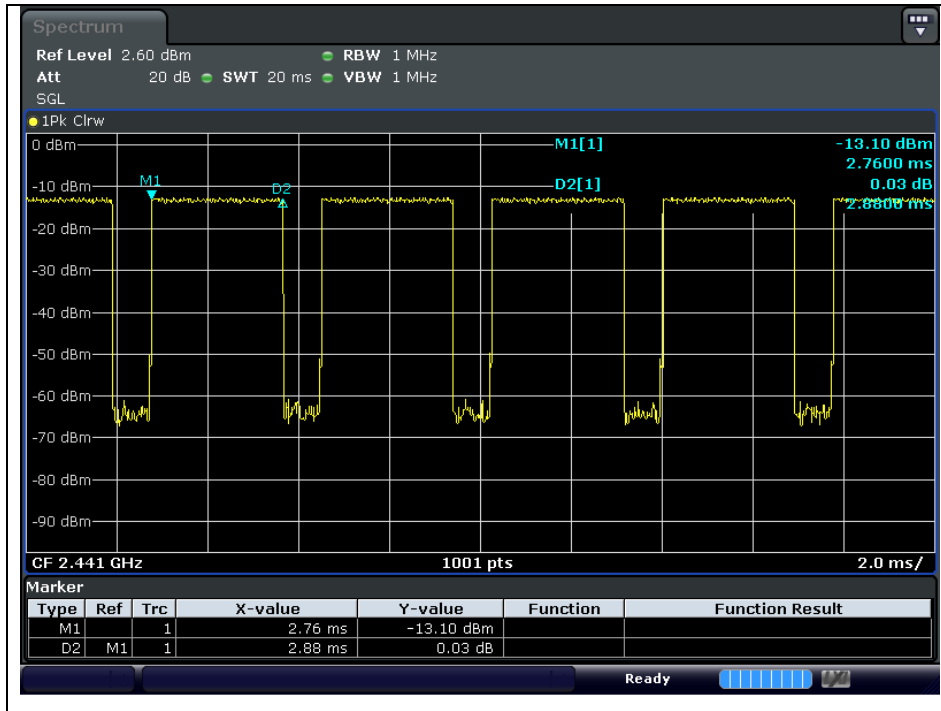 Spectrum
Ref Level 2.60 dBm RBW 1 MHz
Att 20 dB SWT 20 ms VBW 1 MHz
SGL
1Pk Clrw
0 dBm
M1[1] -13.10 dBm
2.7600 ms
-10 dBm
M1
D2
D2[1] 0.03 dB
2.8800 ms
-20 dBm
-30 dBm
-40 dBm
-50 dBm
-60 dBm
-70 dBm
-80 dBm
-90 dBm
CF 2.441 GHz 1001 pts 2.0 ms/
Marker
Type Ref Trc X-value Y-value Function Function Result
M1 1 2.76 ms -13.10 dBm
D2 M1 1 2.88 ms 0.03 dB
Ready